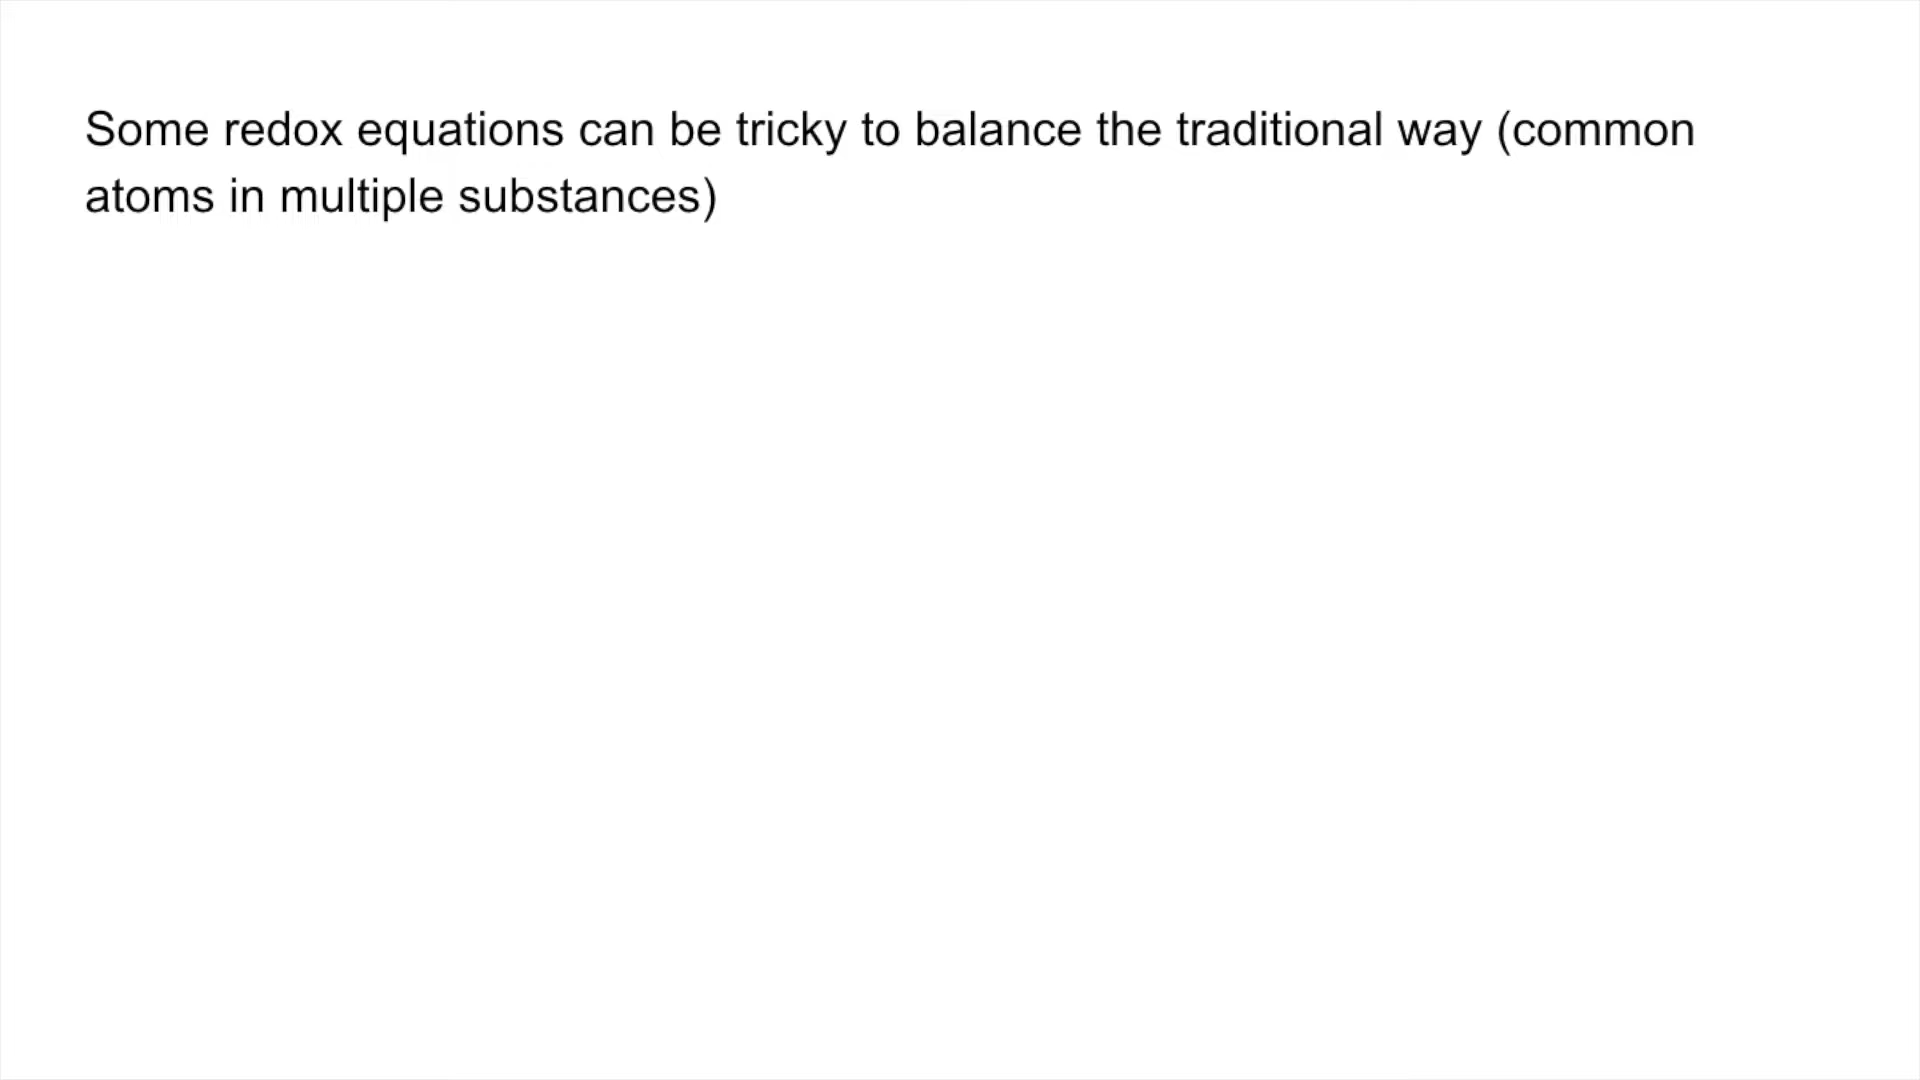 Some redox equations can be tricky to balance the traditional way (common
atoms in multiple substances)